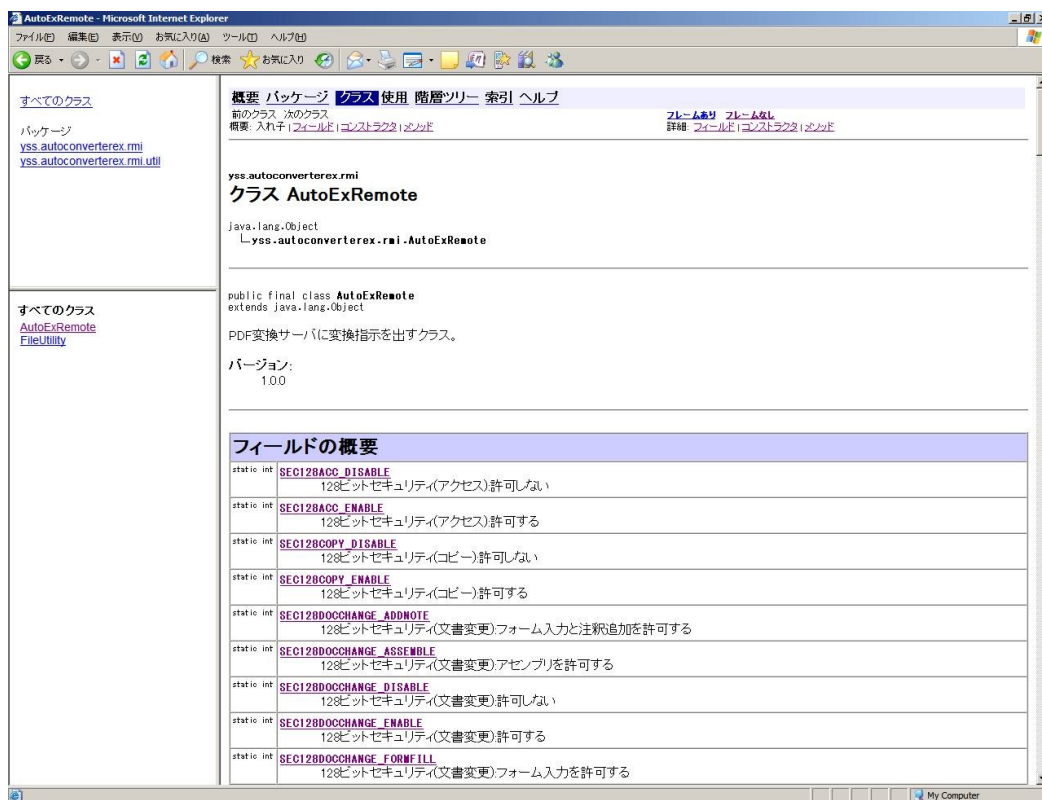 AutoExRemote - Microsoft Internet Explorer
ファイル(F) 編集(E) 表示(V) お気に入り(A) ツール(T) ヘルプ(H)
戻る 検索 お気に入り
すべてのクラス
パッケージ
yss.autoconverterex.rmi
yss.autoconverterex.rmi.util
すべてのクラス
AutoExRemote
FileUtility
概要 パッケージ クラス 使用 階層ツリー 索引 ヘルプ
前のクラス 次のクラス
フレームあり フレームなし
概要: 入れ子 | フィールド | コンストラクタ | メソッド
詳細: フィールド | コンストラクタ | メソッド
yss.autoconverterex.rmi
クラス AutoExRemote
java.lang.Object
yss.autoconverterex.rmi.AutoExRemote
public final class AutoExRemote
extends java.lang.Object
PDF変換サーバに変換指示を出すクラス。
バージョン:
1.0.0
フィールドの概要
static int SEC128ACC_DISABLE
128ビットセキュリティ(アクセス):許可しない
static int SEC128ACC_ENABLE
128ビットセキュリティ(アクセス):許可する
static int SEC128COPY_DISABLE
128ビットセキュリティ(コピー):許可しない
static int SEC128COPY_ENABLE
128ビットセキュリティ(コピー):許可する
static int SEC128DOCCHANGE_ADDNOTE
128ビットセキュリティ(文書変更):フォーム入力と注釈追加を許可する
static int SEC128DOCCHANGE_ASSEMBLE
128ビットセキュリティ(文書変更):アセンブリを許可する
static int SEC128DOCCHANGE_DISABLE
128ビットセキュリティ(文書変更):許可しない
static int SEC128DOCCHANGE_ENABLE
128ビットセキュリティ(文書変更):許可する
static int SEC128DOCCHANGE_FORMFILL
128ビットセキュリティ(文書変更):フォーム入力を許可する
My Computer